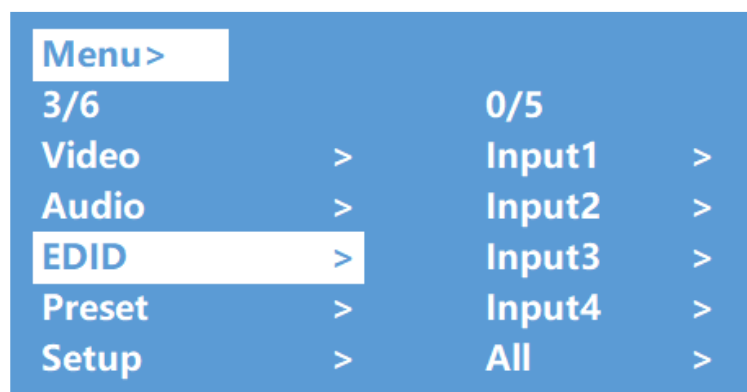 Menu>
3/6 0/5
Video > Input1 >
Audio > Input2 >
EDID > Input3 >
Preset > Input4 >
Setup > All >